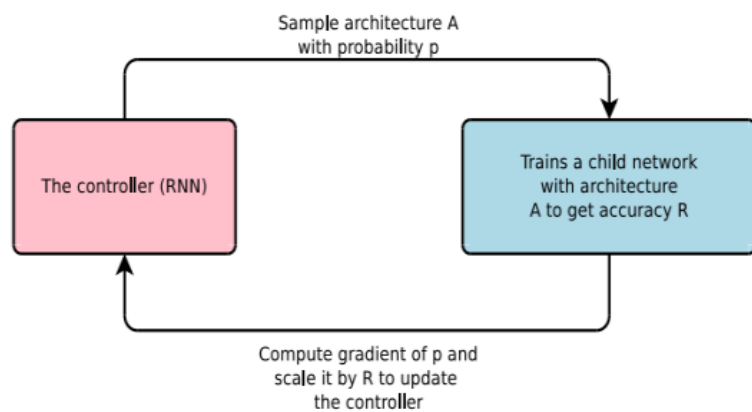 Sample architecture A
with probability p
The controller (RNN)
Trains a child network
with architecture
A to get accuracy R
Compute gradient of p and
scale it by R to update
the controller